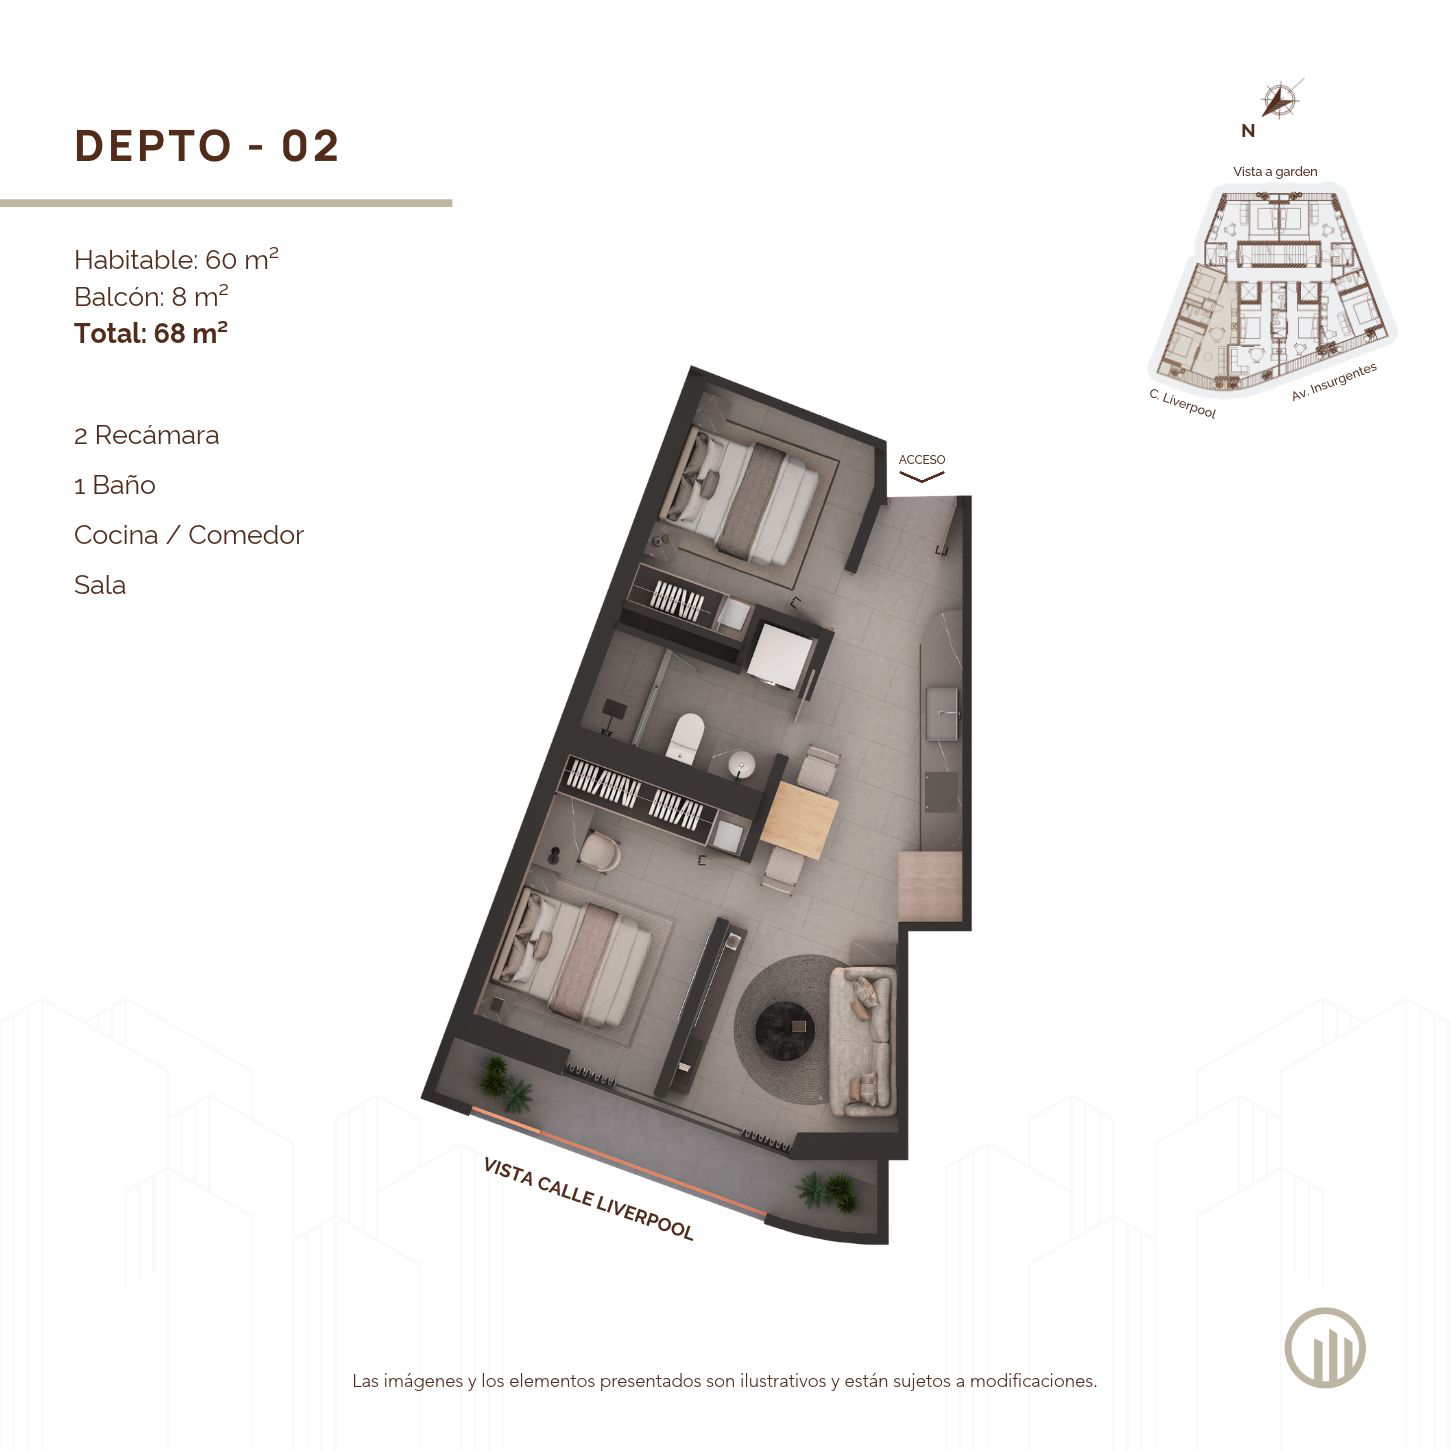 DEPTO - 02
Habitable: 60 m²
Balcón: 8 m²
Total: 68 m²
2 Recámara
1 Baño
Cocina / Comedor
Sala
N
Vista a garden
C. Liverpool
Av. Insurgentes
ACCESO
VISTA CALLE LIVERPOOL
Las imágenes y los elementos presentados son ilustrativos y están sujetos a modificaciones.